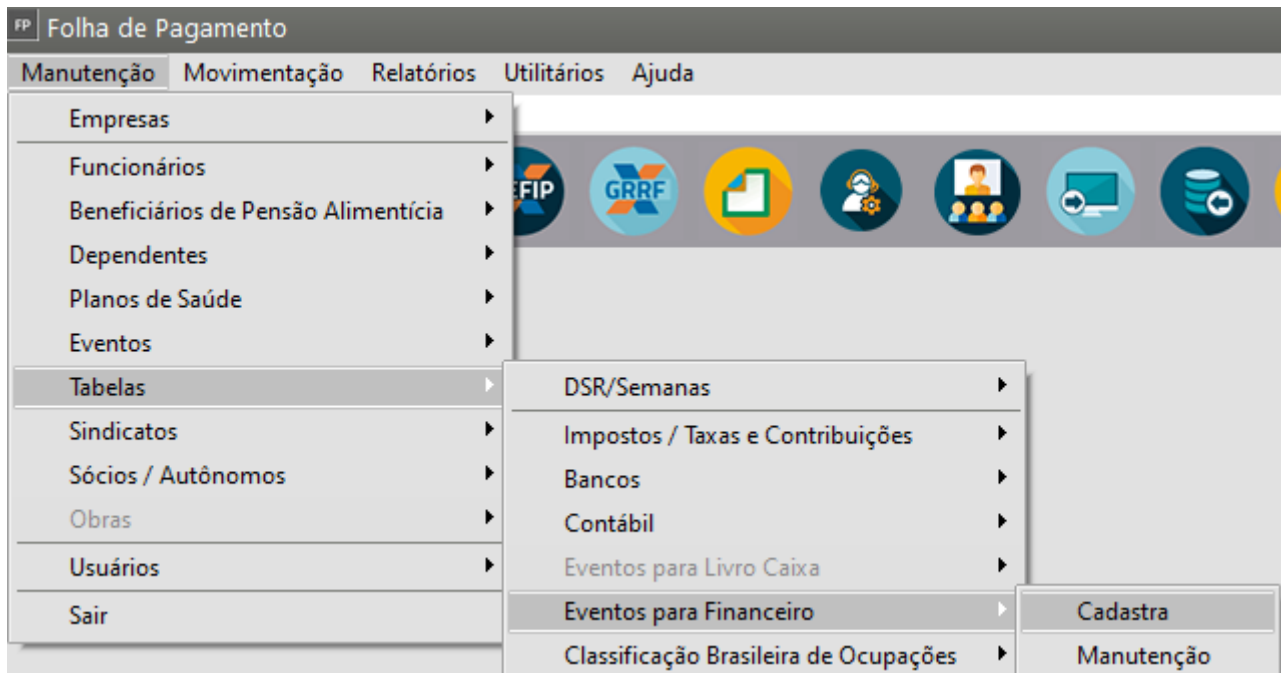 FP Folha de Pagamento
Manutenção Movimentação Relatórios Utilitários Ajuda
Empresas
Funcionários
Beneficiários de Pensão Alimentícia
Dependentes
Planos de Saúde
Eventos
Tabelas
Sindicatos
Sócios / Autônomos
Obras
Usuários
Sair
GRRF
DSR/Semanas
Impostos / Taxas e Contribuições
Bancos
Contábil
Eventos para Livro Caixa
Eventos para Financeiro
Classificação Brasileira de Ocupações
Cadastra
Manutenção